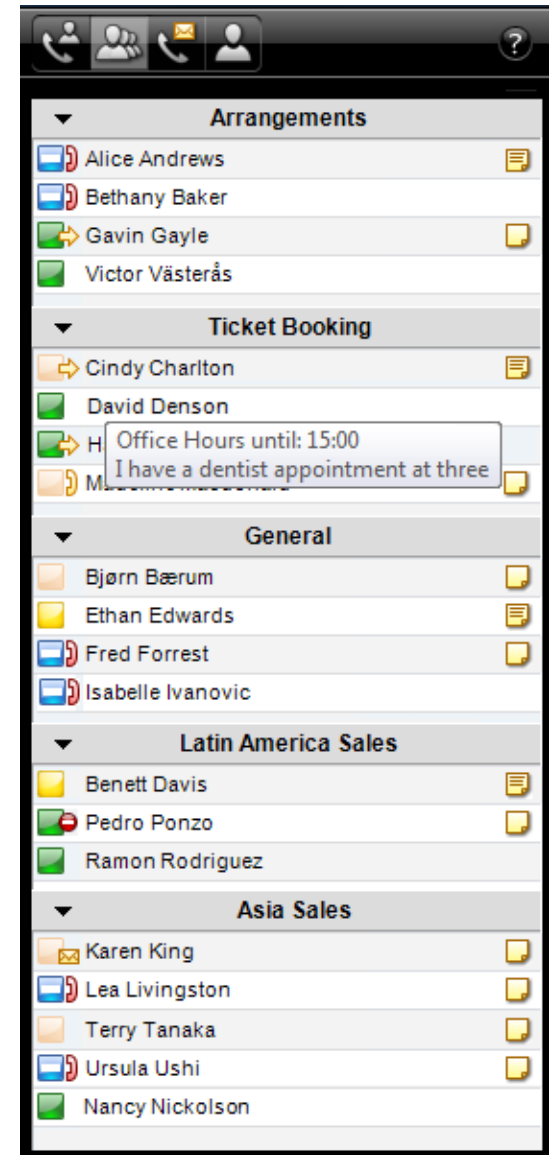 ?
Arrangements
Alice Andrews
Bethany Baker
Gavin Gayle
Victor Västerås
Ticket Booking
Cindy Charlton
David Denson
Office Hours until: 15:00
I have a dentist appointment at three
General
Bjørn Bærum
Ethan Edwards
Fred Forrest
Isabelle Ivanovic
Latin America Sales
Benett Davis
Pedro Ponzo
Ramon Rodriguez
Asia Sales
Karen King
Lea Livingston
Terry Tanaka
Ursula Ushi
Nancy Nickolson